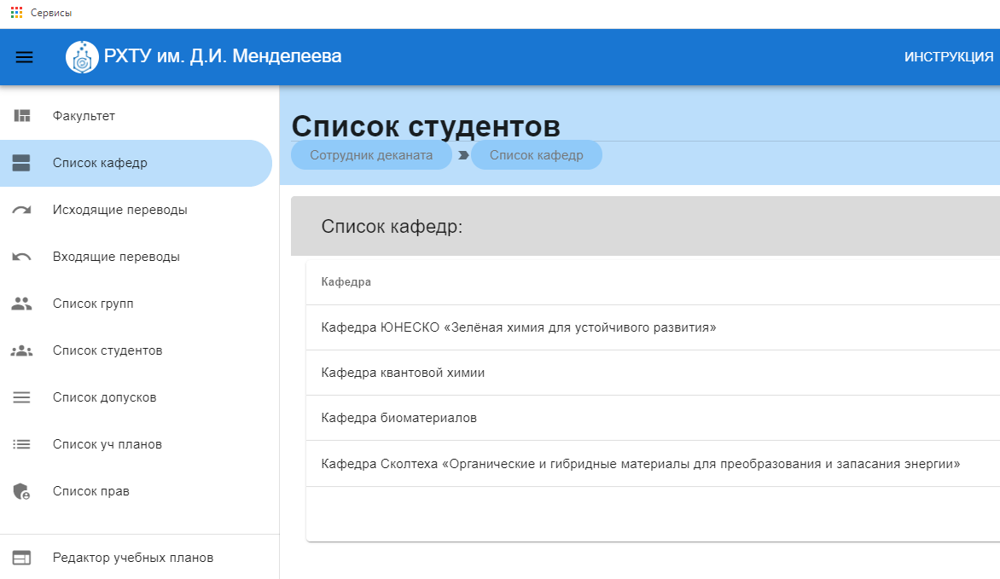 Сервисы
РХТУ им. Д.И. Менделеева
ИНСТРУКЦИЯ
Факультет
Список кафедр
Исходящие переводы
Входящие переводы
Список групп
Список студентов
Список допусков
Список уч планов
Список прав
Редактор учебных планов
Список студентов
Сотрудник деканата
Список кафедр
Список кафедр:
Кафедра
Кафедра ЮНЕСКО «Зелёная химия для устойчивого развития»
Кафедра квантовой химии
Кафедра биоматериалов
Кафедра Сколтеха «Органические и гибридные материалы для преобразования и запасания энергии»